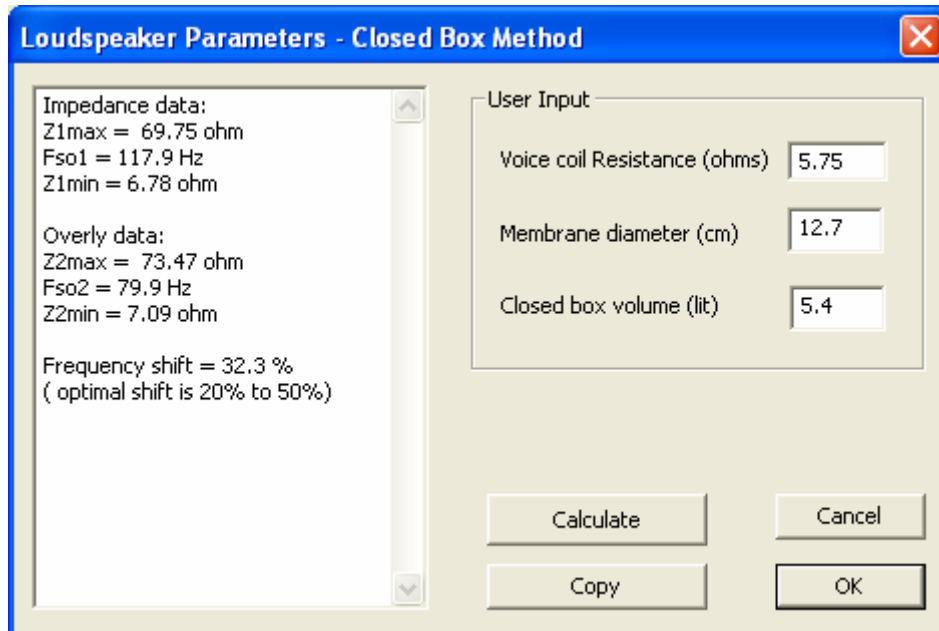 Loudspeaker Parameters - Closed Box Method
Impedance data:
Z1max = 69.75 ohm
Fso1 = 117.9 Hz
Z1min = 6.78 ohm
Overly data:
Z2max = 73.47 ohm
Fso2 = 79.9 Hz
Z2min = 7.09 ohm
Frequency shift = 32.3 %
( optimal shift is 20% to 50%)
User Input
Voice coil Resistance (ohms) 5.75
Membrane diameter (cm) 12.7
Closed box volume (lit) 5.4
Calculate Cancel
Copy OK